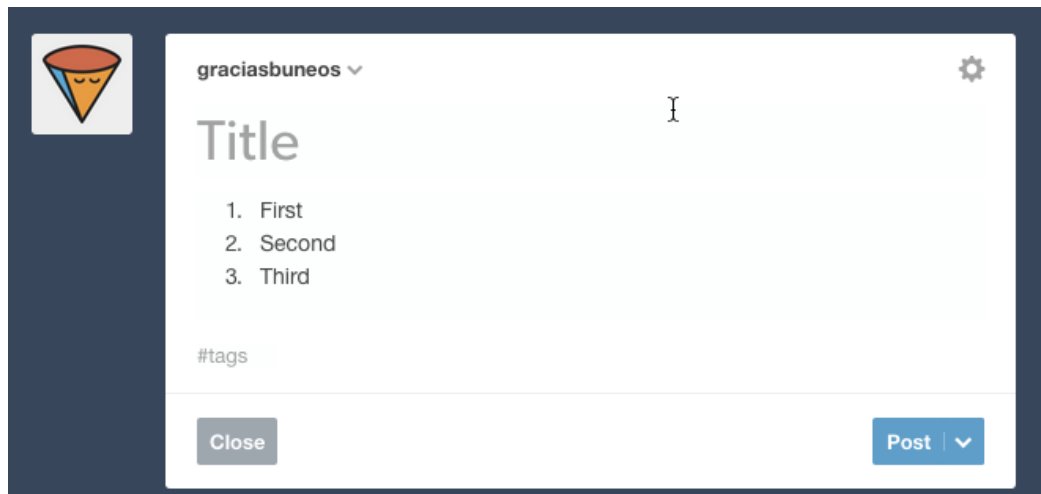 graciasbuneos
Title
1. First
2. Second
3. Third
#tags
Close
Post